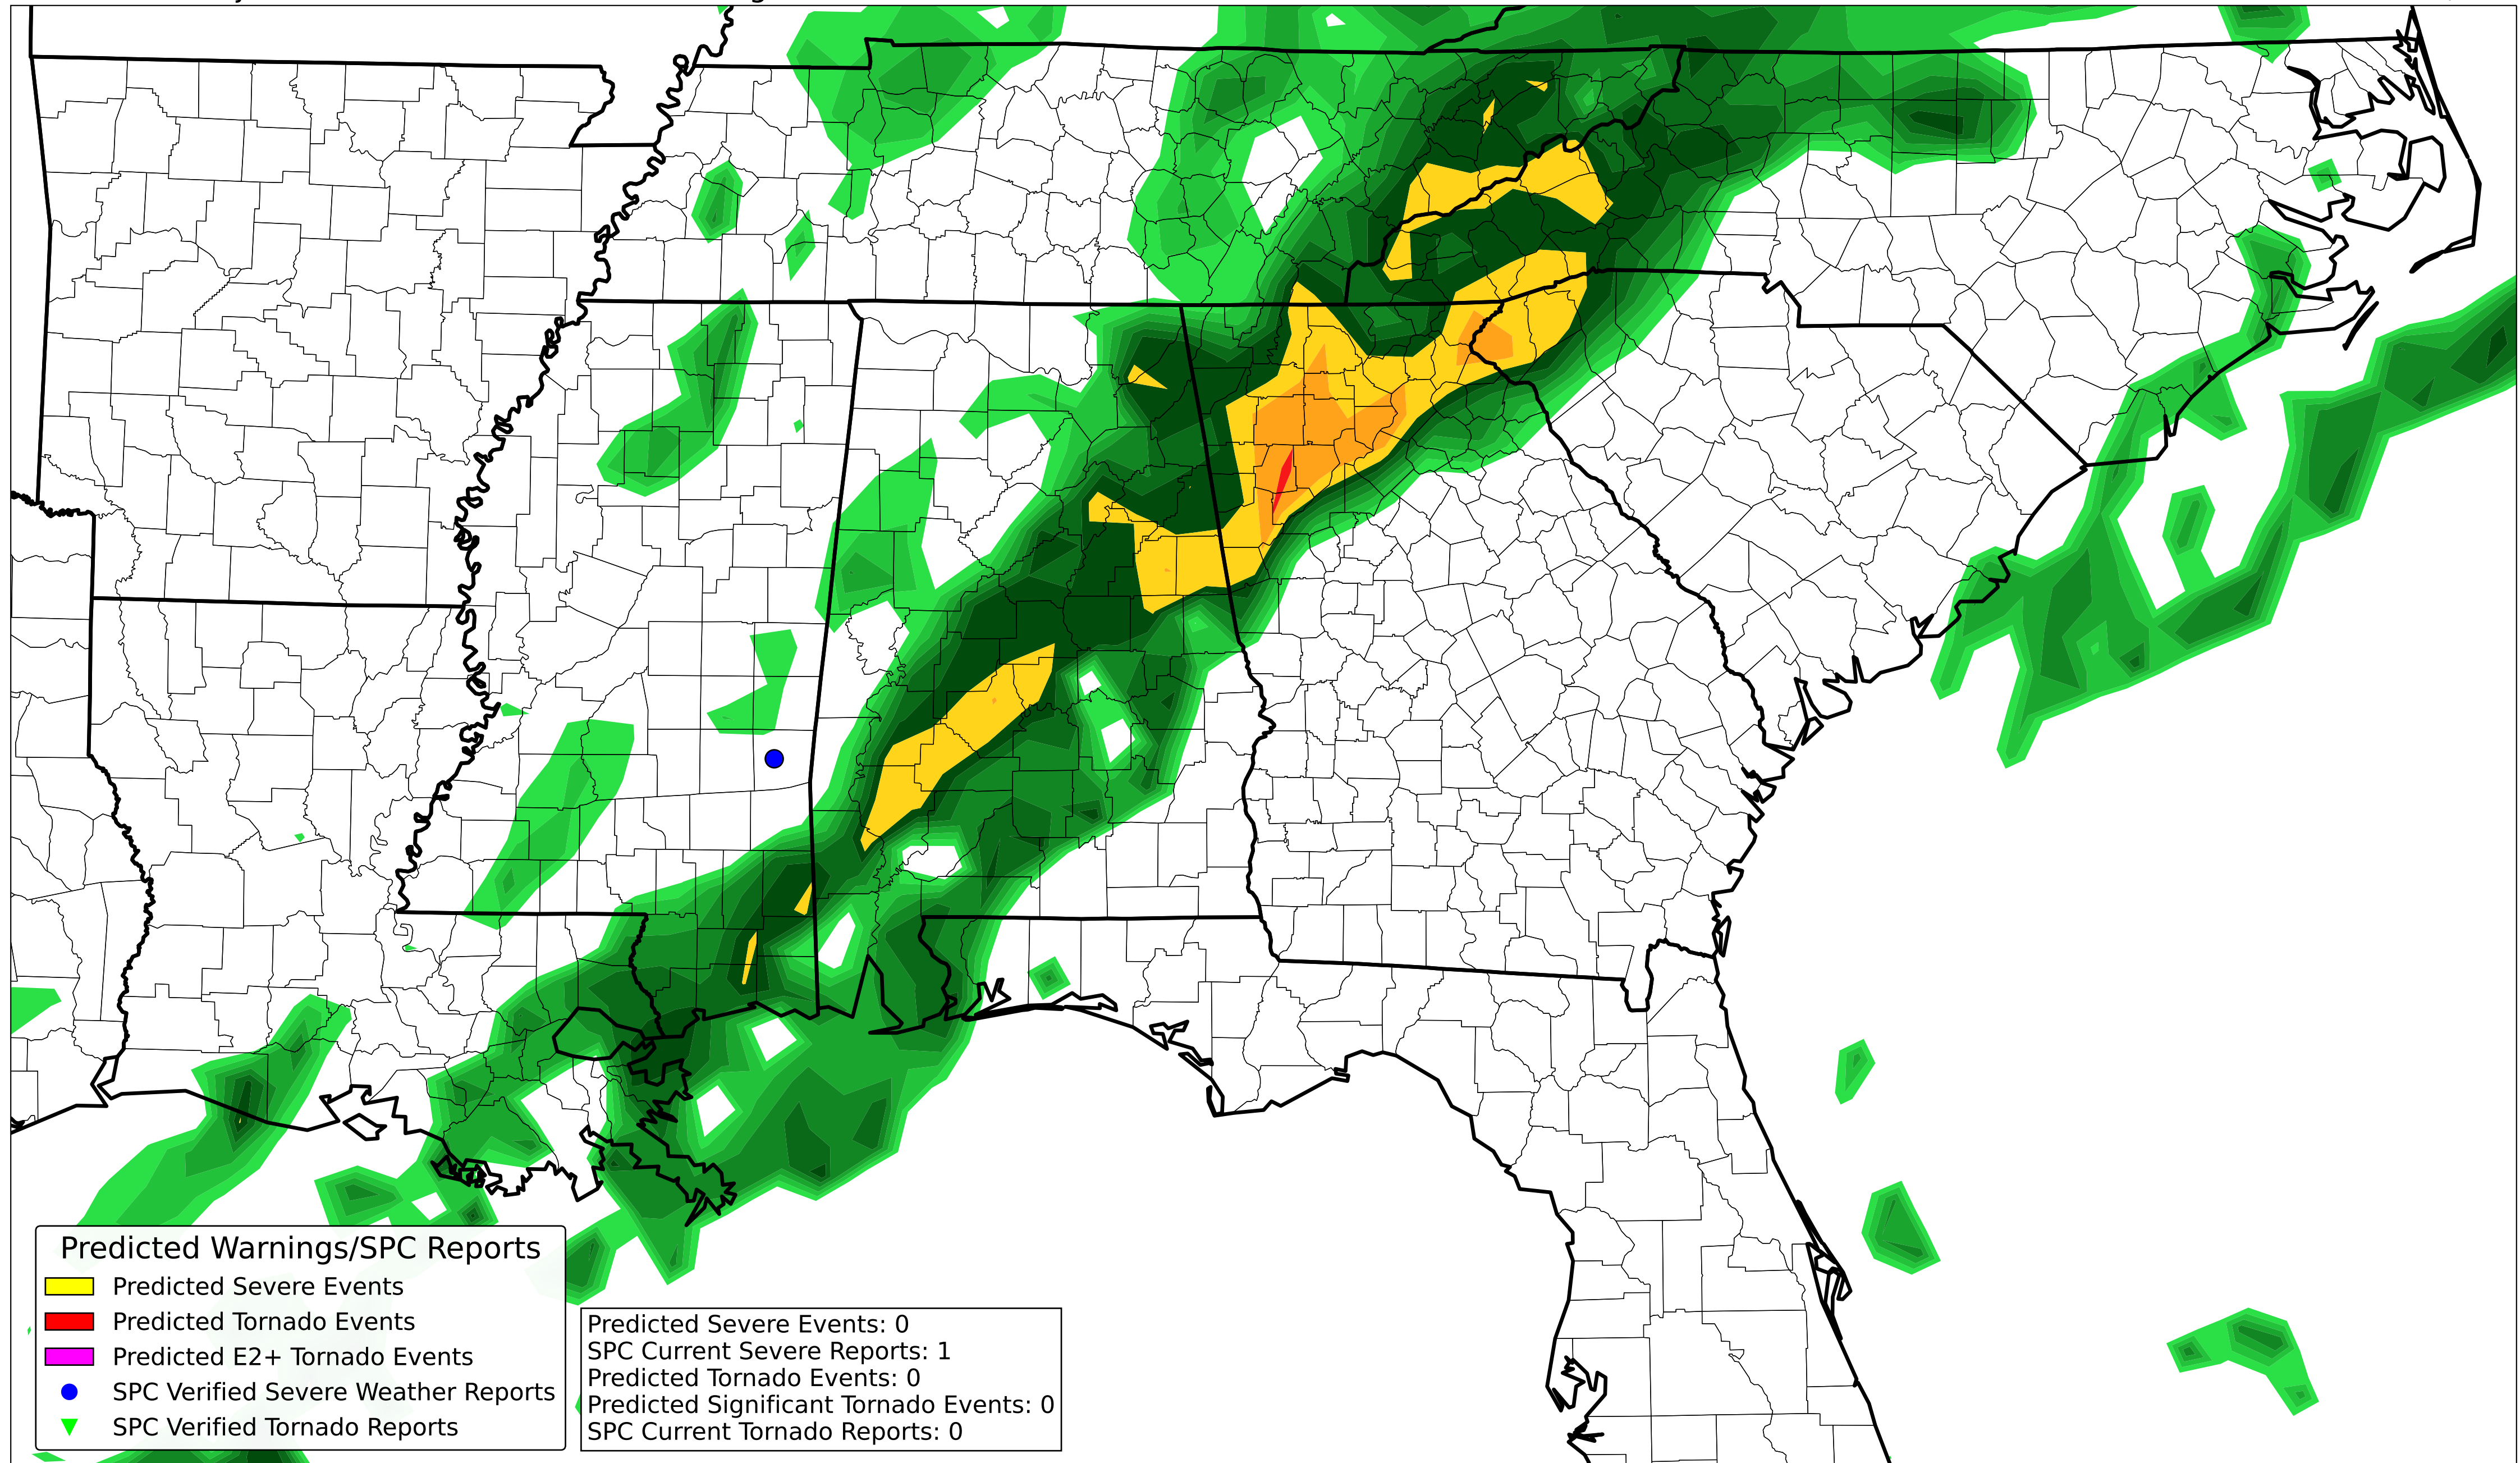 Predicted Warnings/SPC Reports
Predicted Severe Events
Predicted Tornado Events
Predicted E2+ Tornado Events
SPC Verified Severe Weather Reports
SPC Verified Tornado Reports
Predicted Severe Events: 0
SPC Current Severe Reports: 1
Predicted Tornado Events: 0
Predicted Significant Tornado Events: 0
SPC Current Tornado Reports: 0